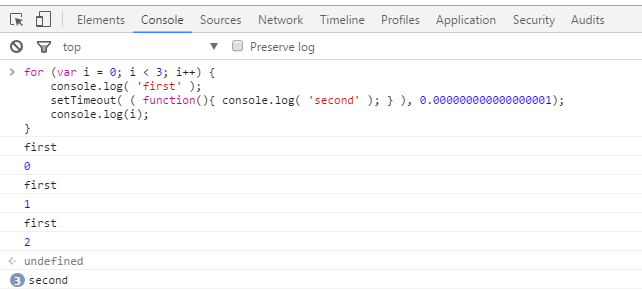 Elements Console Sources Network Timeline Profiles Application Security Audits
top ▼ Preserve log
> for (var i = 0; i < 3; i++) {
console.log( 'first' );
setTimeout( ( function(){ console.log( 'second' ); } ), 0.000000000000000001);
console.log(i);
}
first
0
first
1
first
2
undefined
3 second